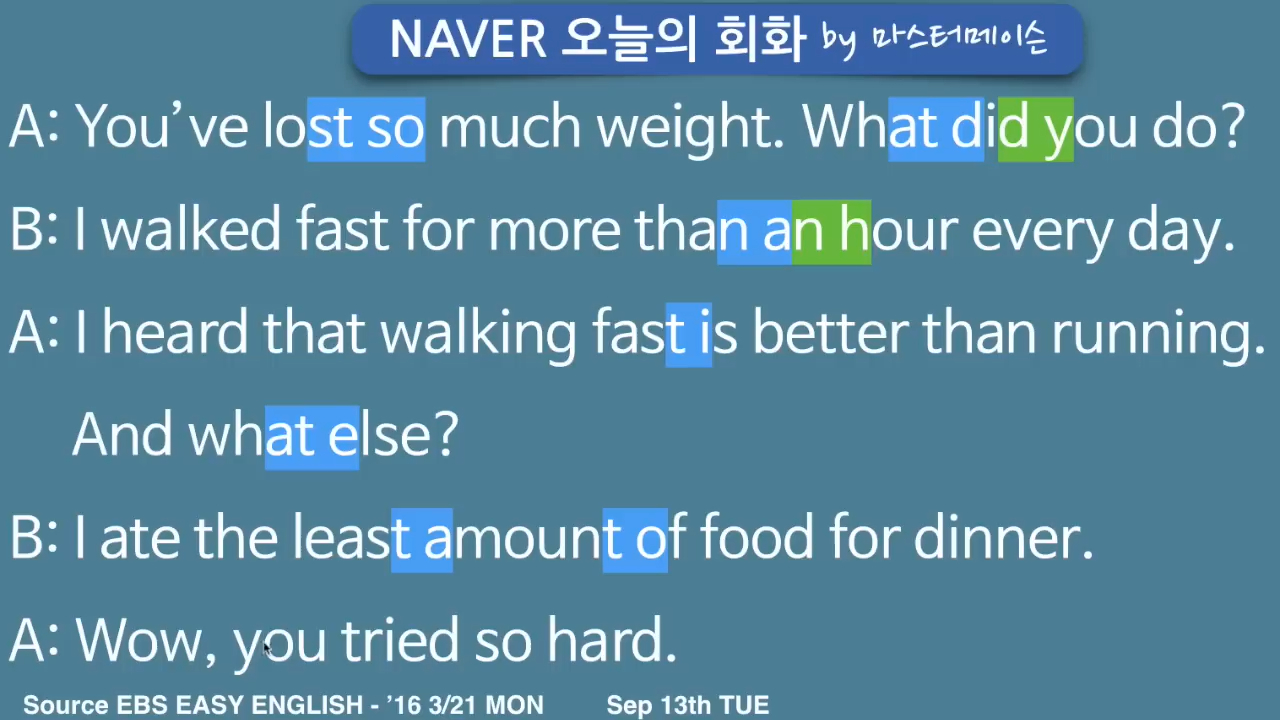 NAVER 오늘의 회화 by 마스터메이슨
A: You’ve lost so much weight. What did you do?
B: I walked fast for more than an hour every day.
A: I heard that walking fast is better than running.
And what else?
B: I ate the least amount of food for dinner.
A: Wow, you tried so hard.
Source EBS EASY ENGLISH - ’16 3/21 MON Sep 13th TUE